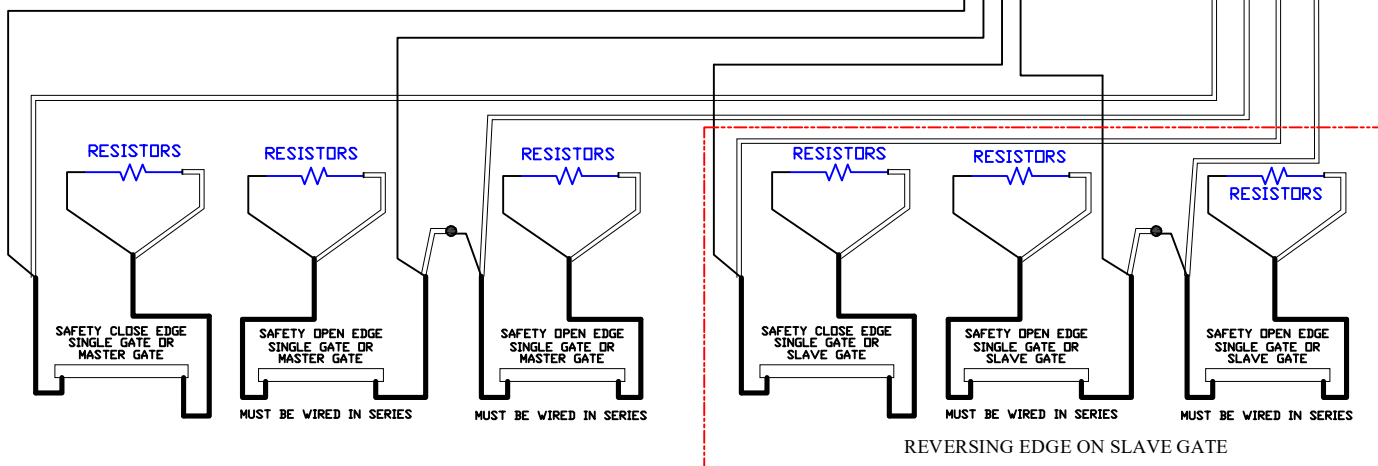 RESISTORS
RESISTORS
RESISTORS
RESISTORS
RESISTORS
RESISTORS
SAFETY CLOSE EDGE
SINGLE GATE OR
MASTER GATE
SAFETY OPEN EDGE
SINGLE GATE OR
MASTER GATE
SAFETY OPEN EDGE
SINGLE GATE OR
MASTER GATE
SAFETY CLOSE EDGE
SINGLE GATE OR
SLAVE GATE
SAFETY OPEN EDGE
SINGLE GATE OR
SLAVE GATE
SAFETY OPEN EDGE
SINGLE GATE OR
SLAVE GATE
MUST BE WIRED IN SERIES
MUST BE WIRED IN SERIES
MUST BE WIRED IN SERIES
MUST BE WIRED IN SERIES
REVERSING EDGE ON SLAVE GATE